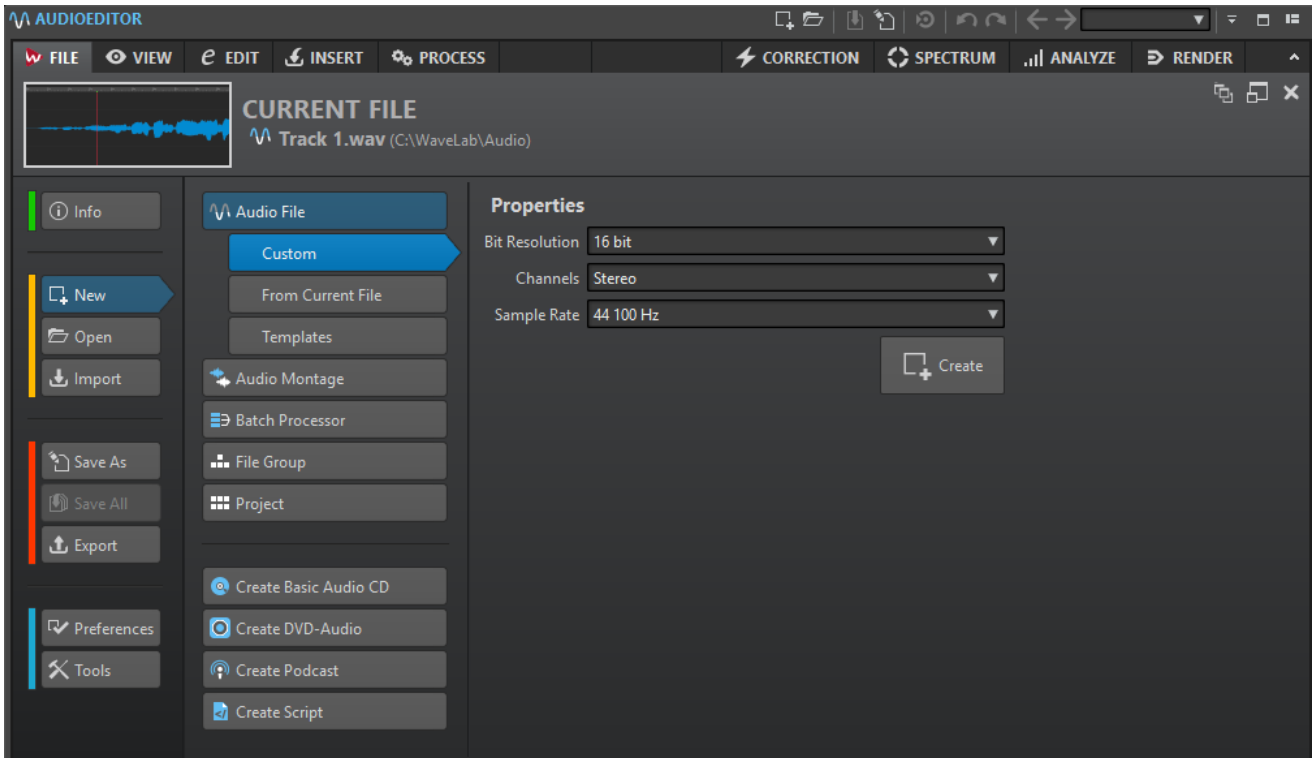 AUDIOEDITOR
FILE VIEW e EDIT INSERT PROCESS CORRECTION SPECTRUM ANALYZE RENDER
CURRENT FILE
Track 1.wav (C:\WaveLab\Audio)
Info
New
Open
Import
Save As
Save All
Export
Preferences
Tools
Audio File
Custom
From Current File
Templates
Audio Montage
Batch Processor
File Group
Project
Create Basic Audio CD
Create DVD-Audio
Create Podcast
Create Script
Properties
Bit Resolution 16 bit
Channels Stereo
Sample Rate 44 100 Hz
Create